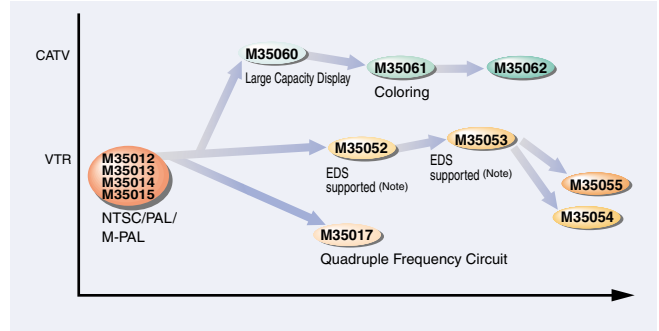 CATV
M35060
Large Capacity Display
M35061
Coloring
M35062
VTR
M35012
M35013
M35014
M35015
NTSC/PAL/
M-PAL
M35052
EDS
supported (Note)
M35053
EDS
supported (Note)
M35055
M35054
M35017
Quadruple Frequency Circuit